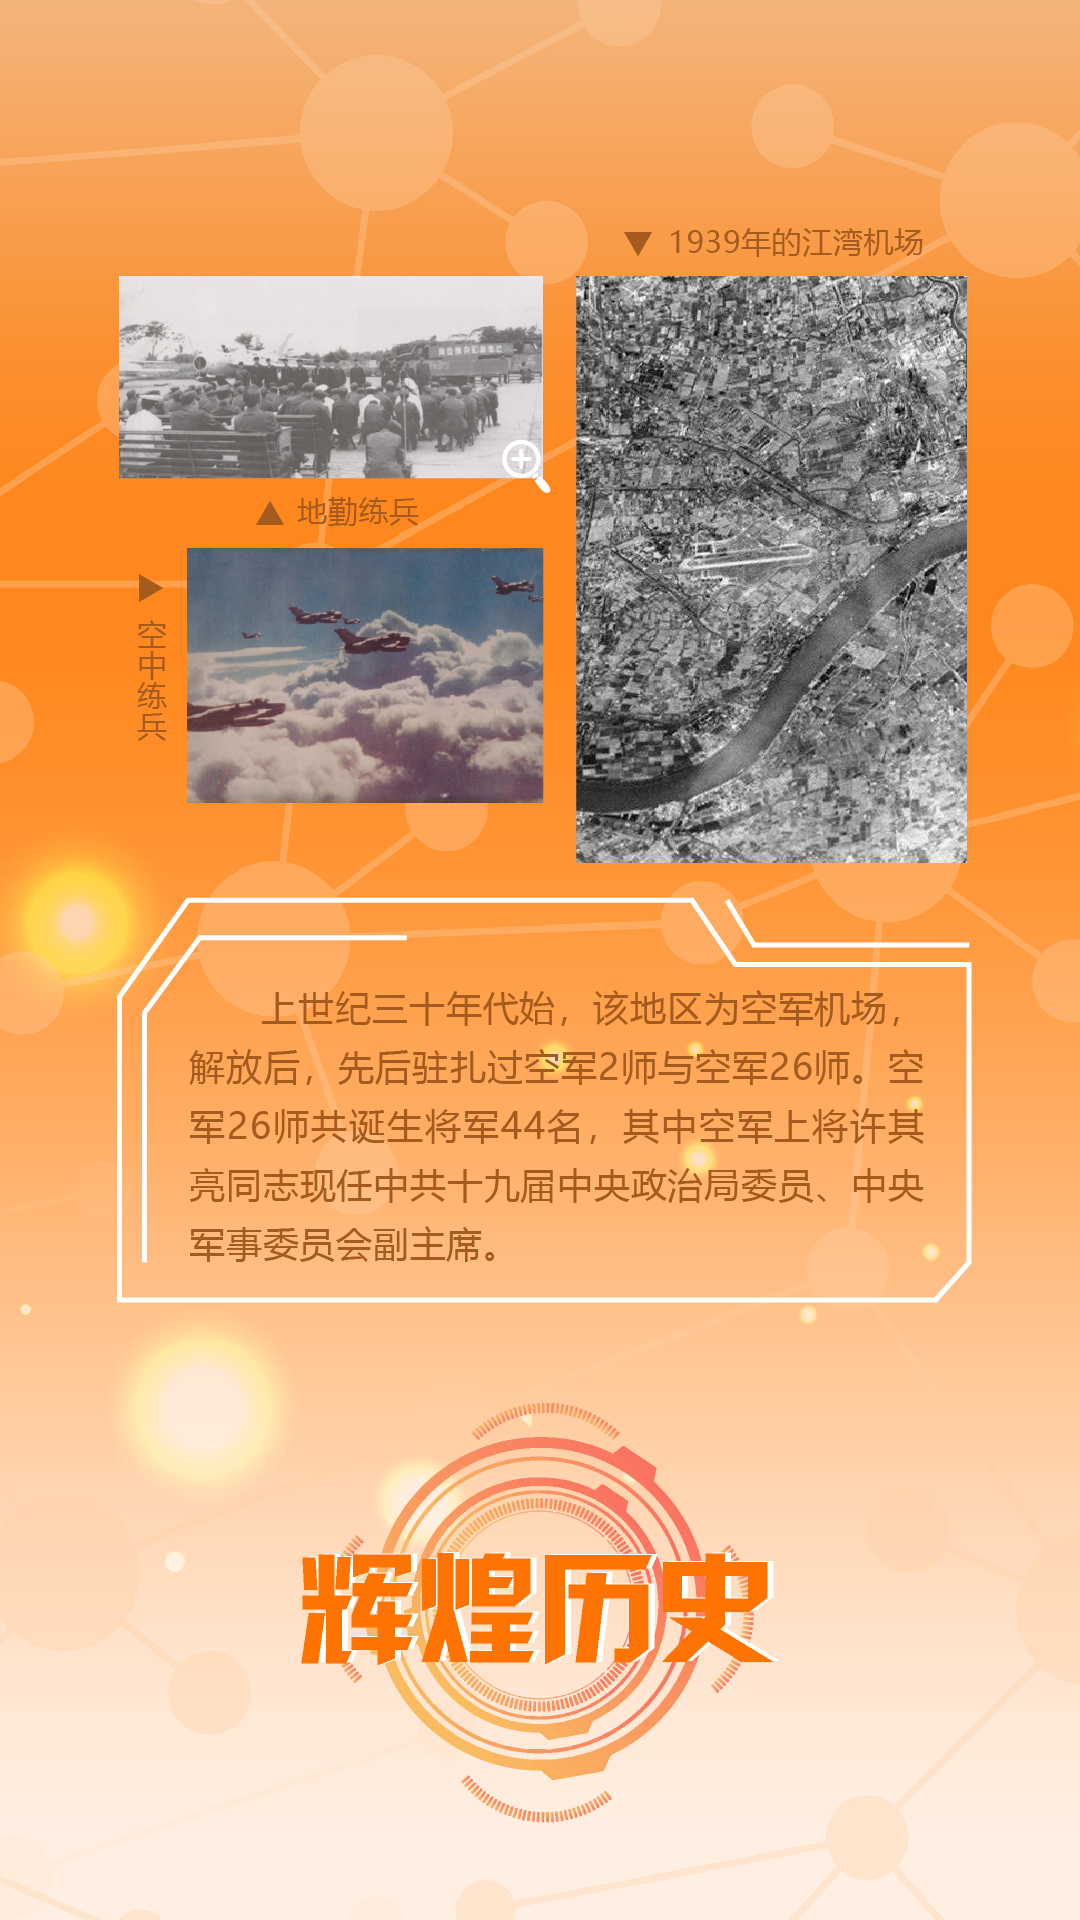 1939年的江湾机场
地勤练兵
空中练兵
上世纪三十年代始，该地区为空军机场，
解放后，先后驻扎过空军2师与空军26师。空
军26师共诞生将军44名，其中空军上将许其
亮同志现任中共十九届中央政治局委员、中央
军事委员会副主席。
辉煌历史